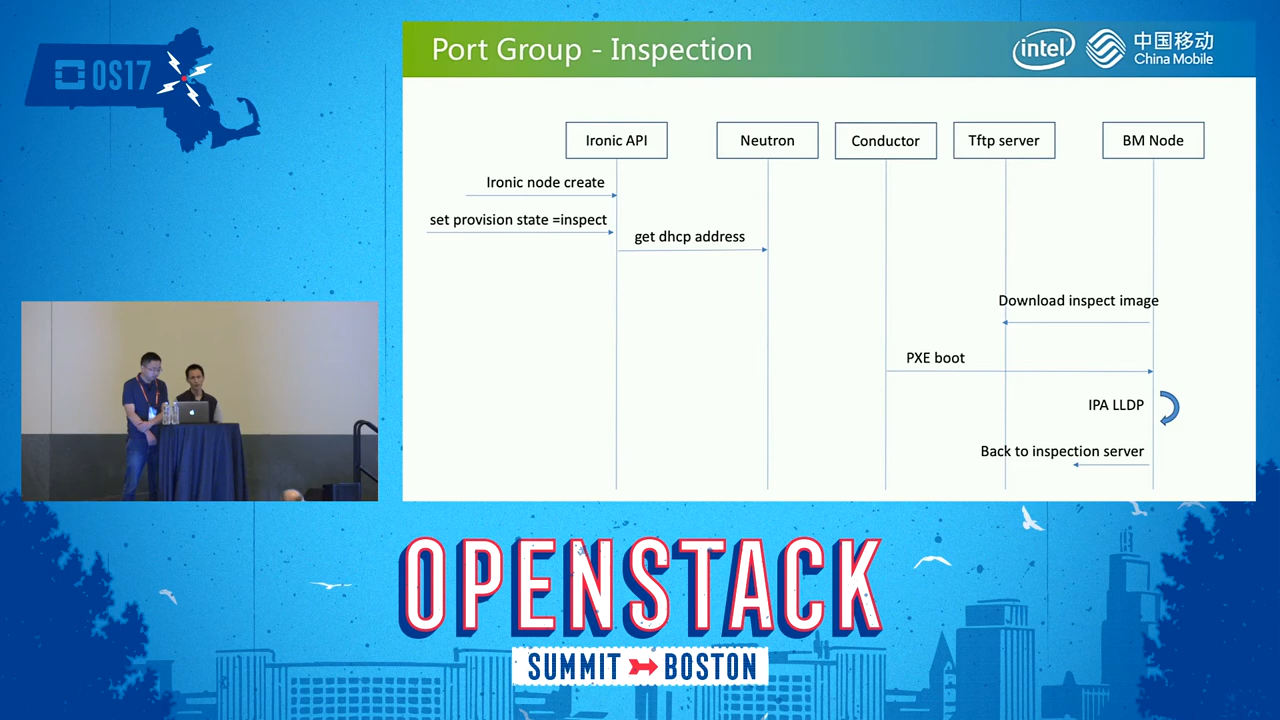 OS17
Port Group - Inspection
intel
中国移动
China Mobile
Ironic API
Neutron
Conductor
Tftp server
BM Node
Ironic node create
set provision state =inspect
get dhcp address
Download inspect image
PXE boot
IPA LLDP
Back to inspection server
OPENSTACK
SUMMIT BOSTON